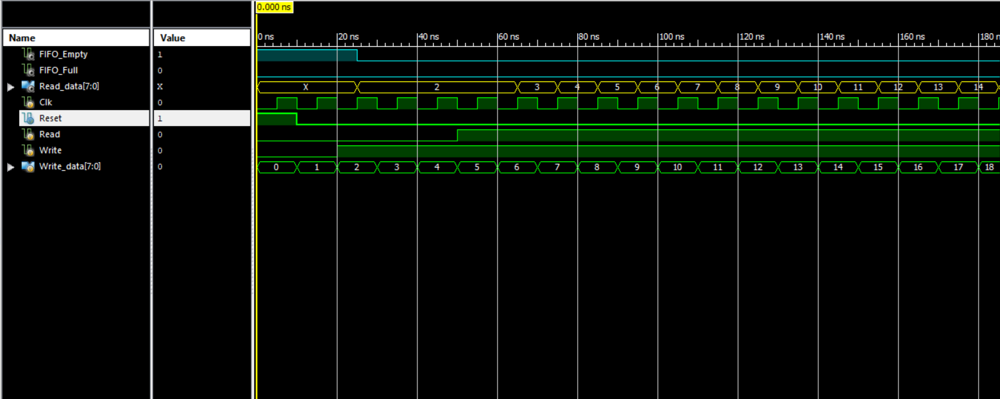 0.000 ns
Name Value 0 ns 20 ns 40 ns 60 ns 80 ns 100 ns 120 ns 140 ns 160 ns 180 n
FIFO_Empty 1
FIFO_Full 0
Read_data[7:0] X X 2 3 4 5 6 7 8 9 10 11 12 13 14
Clk 0
Reset 1
Read 0
Write 0
Write_data[7:0] 0 0 1 2 3 4 5 6 7 8 9 10 11 12 13 14 15 16 17 18